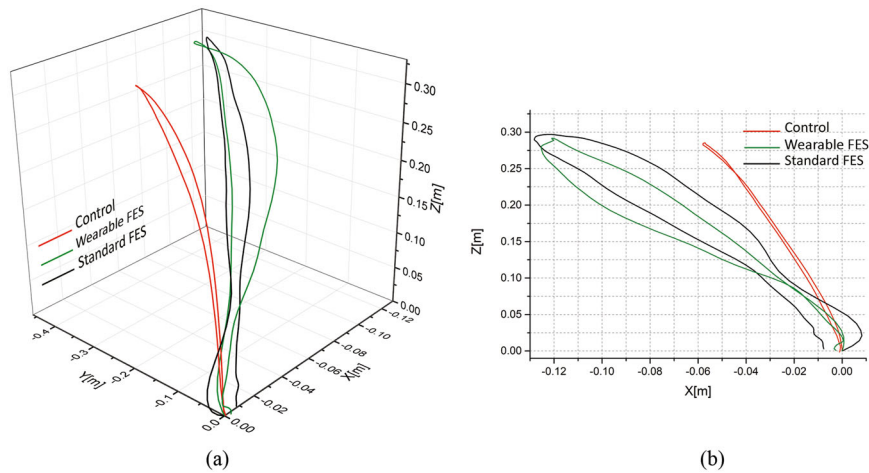 0.30
0.25
0.20
0.15
0.10
0.05
0.00
Z[m]
Control
Wearable FES
Standard FES
-0.4
-0.3
-0.2
-0.1
0.0
Y[m]
-0.12
-0.10
-0.08
-0.06
-0.04
-0.02
0.00
X[m]
(a)
0.30
0.25
0.20
0.15
0.10
0.05
0.00
Z[m]
Control
Wearable FES
Standard FES
-0.12 -0.10 -0.08 -0.06 -0.04 -0.02 0.00
X[m]
(b)